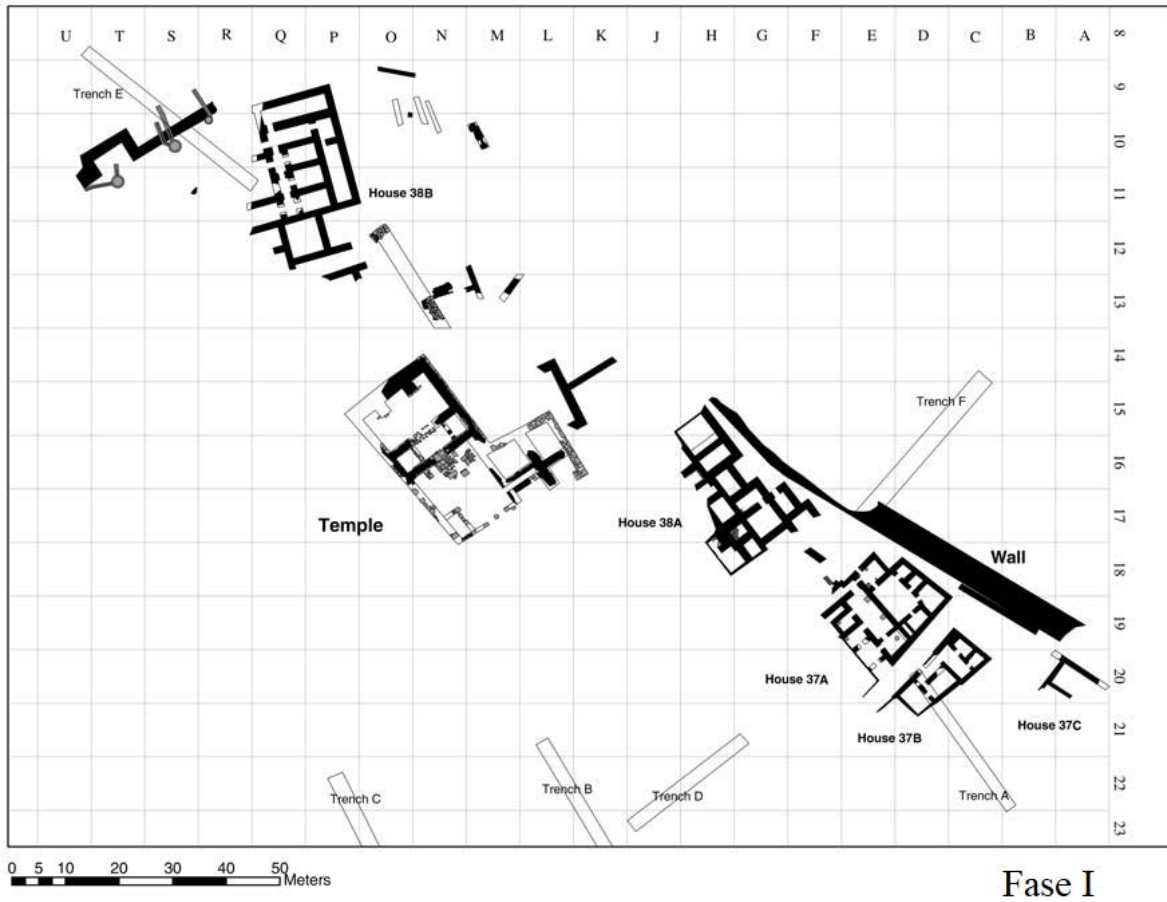 U T S R Q P O N M L K J H G F E D C B A
8
9
10
11
12
13
14
15
16
17
18
19
20
21
22
23
Trench E
House 38B
Trench F
Temple
House 38A
Wall
House 37A
House 37B
House 37C
Trench C
Trench B
Trench D
Trench A
0 5 10 20 30 40 50
Meters
Fase I